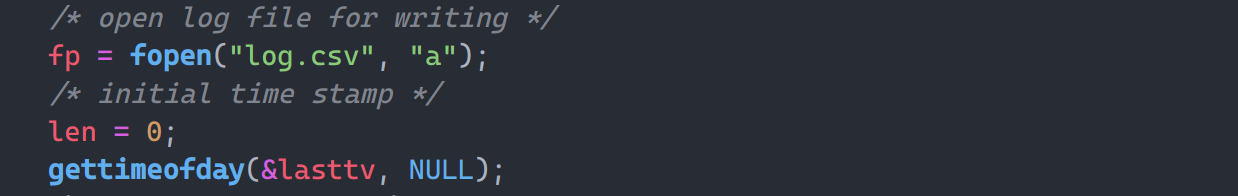 /* open log file for writing */
fp = fopen("log.csv", "a");
/* initial time stamp */
len = 0;
gettimeofday(&lasttv, NULL);